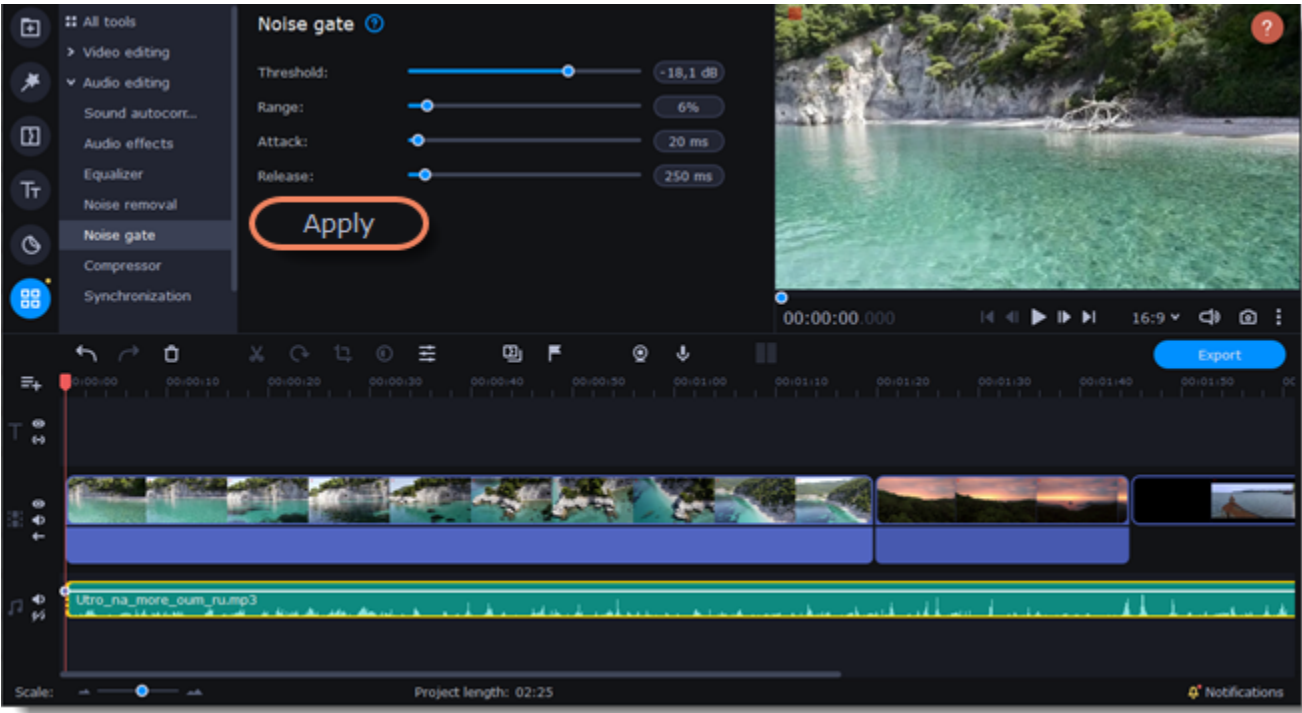 All tools
Video editing
Audio editing
Sound autocorr...
Audio effects
Equalizer
Noise removal
Noise gate
Compressor
Synchronization
Noise gate ?
Threshold: -18,1 dB
Range: 6%
Attack: 20 ms
Release: 250 ms
Apply
?
00:00:00.000
16:9
Export
0:00:00 00:00:10 00:00:20 00:00:30 00:00:40 00:00:50 00:01:00 00:01:10 00:01:20 00:01:30 00:01:40 00:01:50
Utro_na_more_oum_ru.mp3
Scale:
Project length: 02:25
Notifications